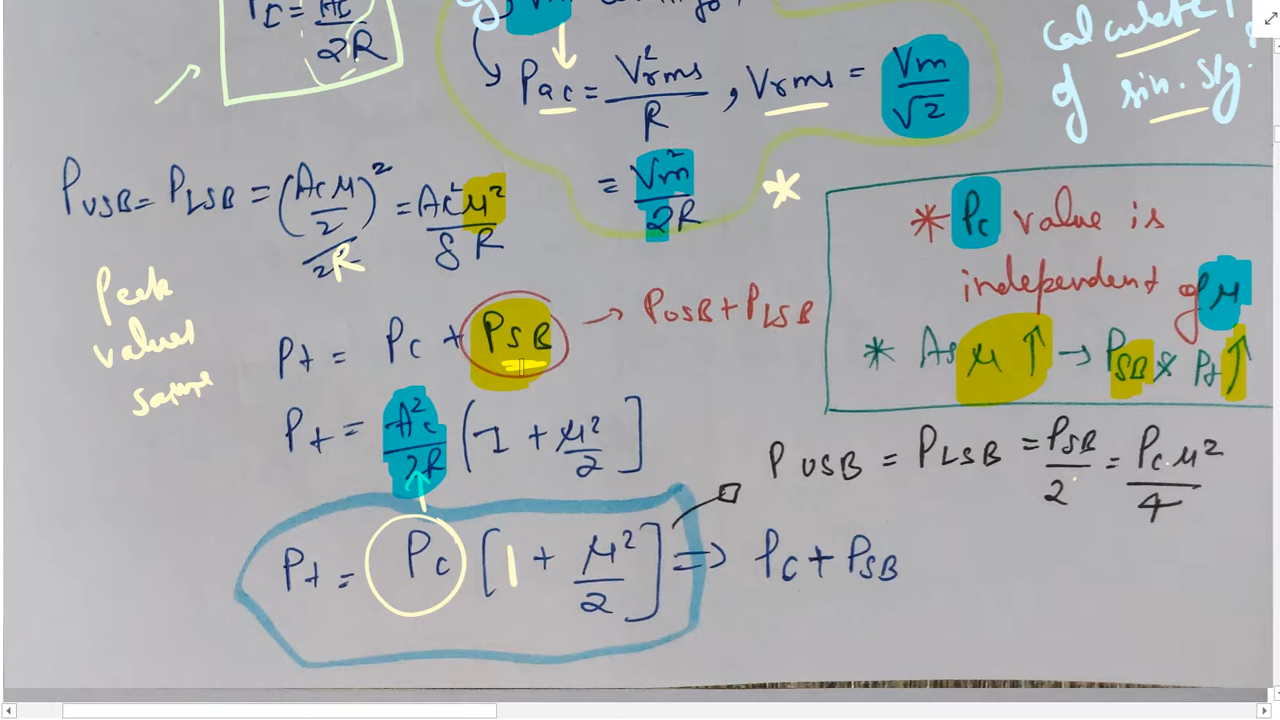 Pc = Ac²/2R
calculate P
of sin. sig.
Pac = V²rms/R , Vrms = Vm/√2
= Vm²/2R *
PUSB = PLSB = (Acμ/2)²/2R = Ac²μ²/8R
* Pc value is
independent of μ
* As μ ↑ → PSB & Pt ↑
Peak
values
same
Pt = Pc + PSB → PUSB + PLSB
Pt = Ac²/2R [1 + μ²/2]
PUSB = PLSB = PSB/2 = Pc μ²/4
Pt = Pc [1 + μ²/2] ⇒ Pc + PSB